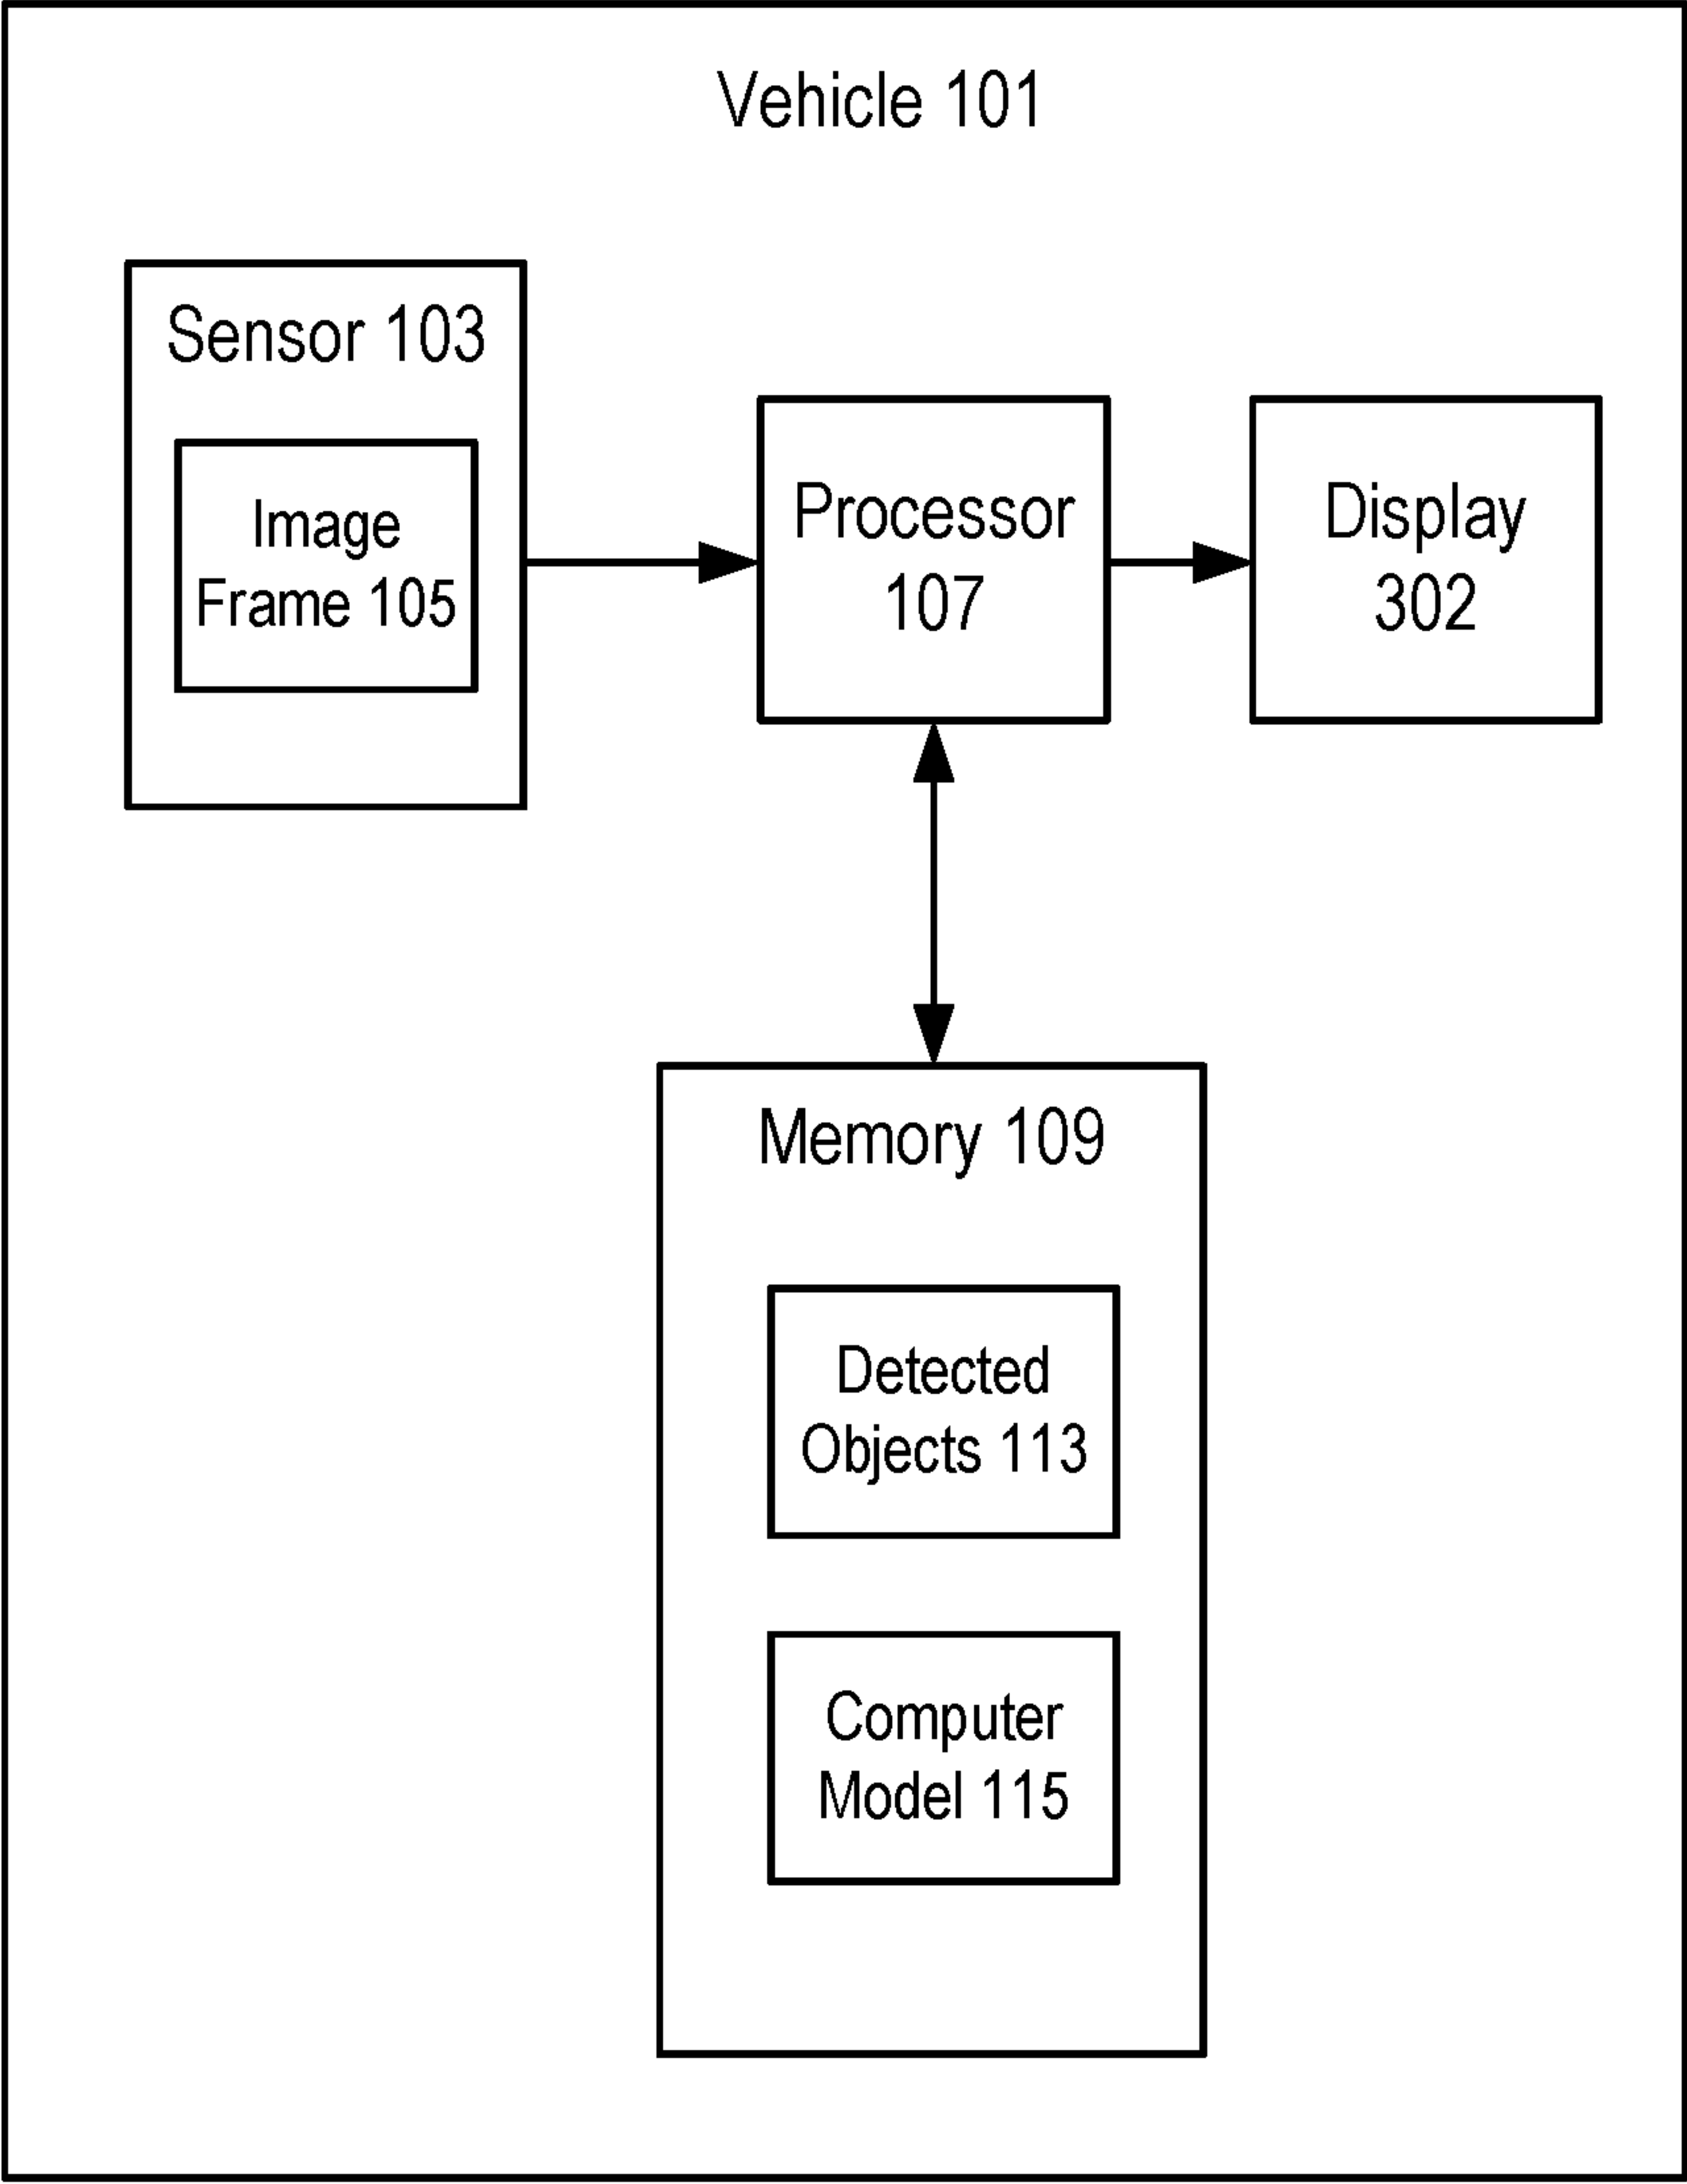 Vehicle 101
Sensor 103
Image
Frame 105
Processor
107
Display
302
Memory 109
Detected
Objects 113
Computer
Model 115